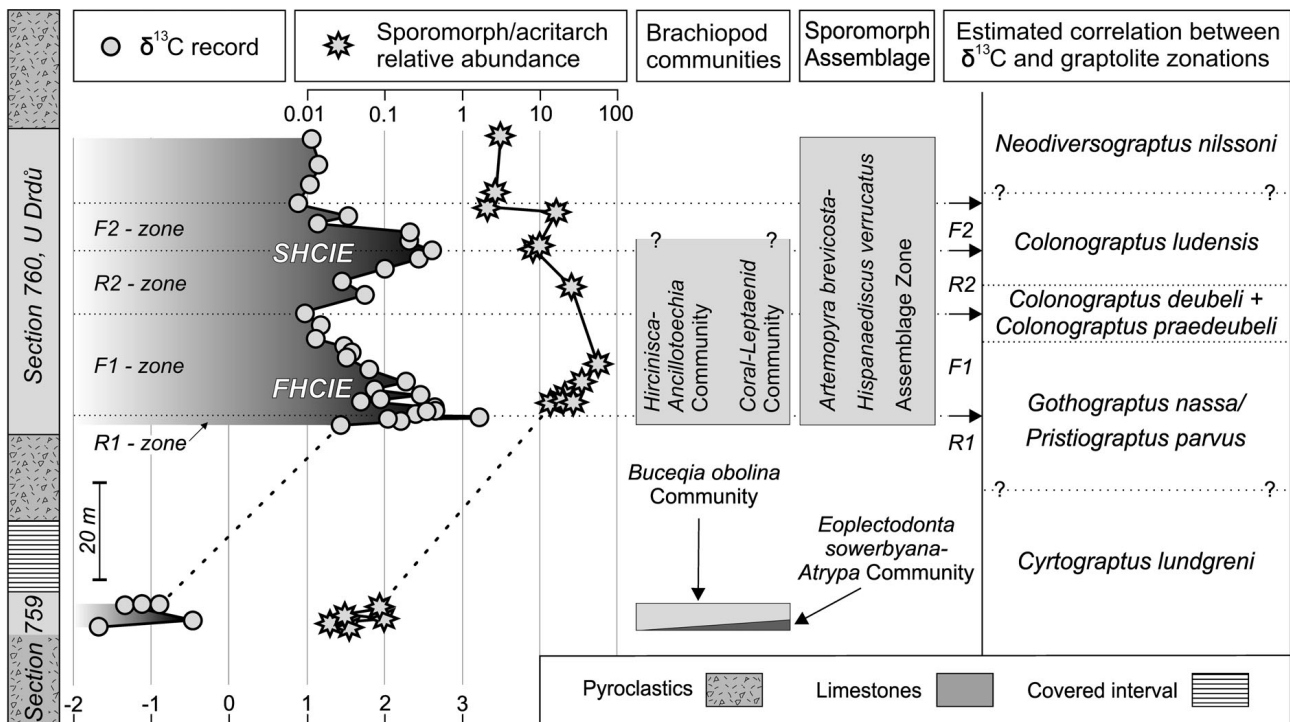 δ13C record
Sporomorph/acritarch
relative abundance
Brachiopod
communities
Sporomorph
Assemblage
Estimated correlation between
δ13C and graptolite zonations
0.01 0.1 1 10 100
Section 760, U Drdů
F2 - zone
SHCIE
R2 - zone
F1 - zone
FHCIE
R1 - zone
20 m
Section 759
Hircinisca-
Ancillotoechia
Community
Coral-Leptaenid
Community
?
?
Artemopyra brevicosta-
Hispanaediscus verrucatus
Assemblage Zone
Buceqia obolina
Community
Eoplectodonta
sowerbyana-
Atrypa Community
F2
R2
F1
R1
Neodiversograptus nilssoni
? ?
Colonograptus ludensis
Colonograptus deubeli +
Colonograptus praedeubeli
Gothograptus nassa/
Pristiograptus parvus
? ?
Cyrtograptus lundgreni
Pyroclastics
Limestones
Covered interval
-2 -1 0 1 2 3